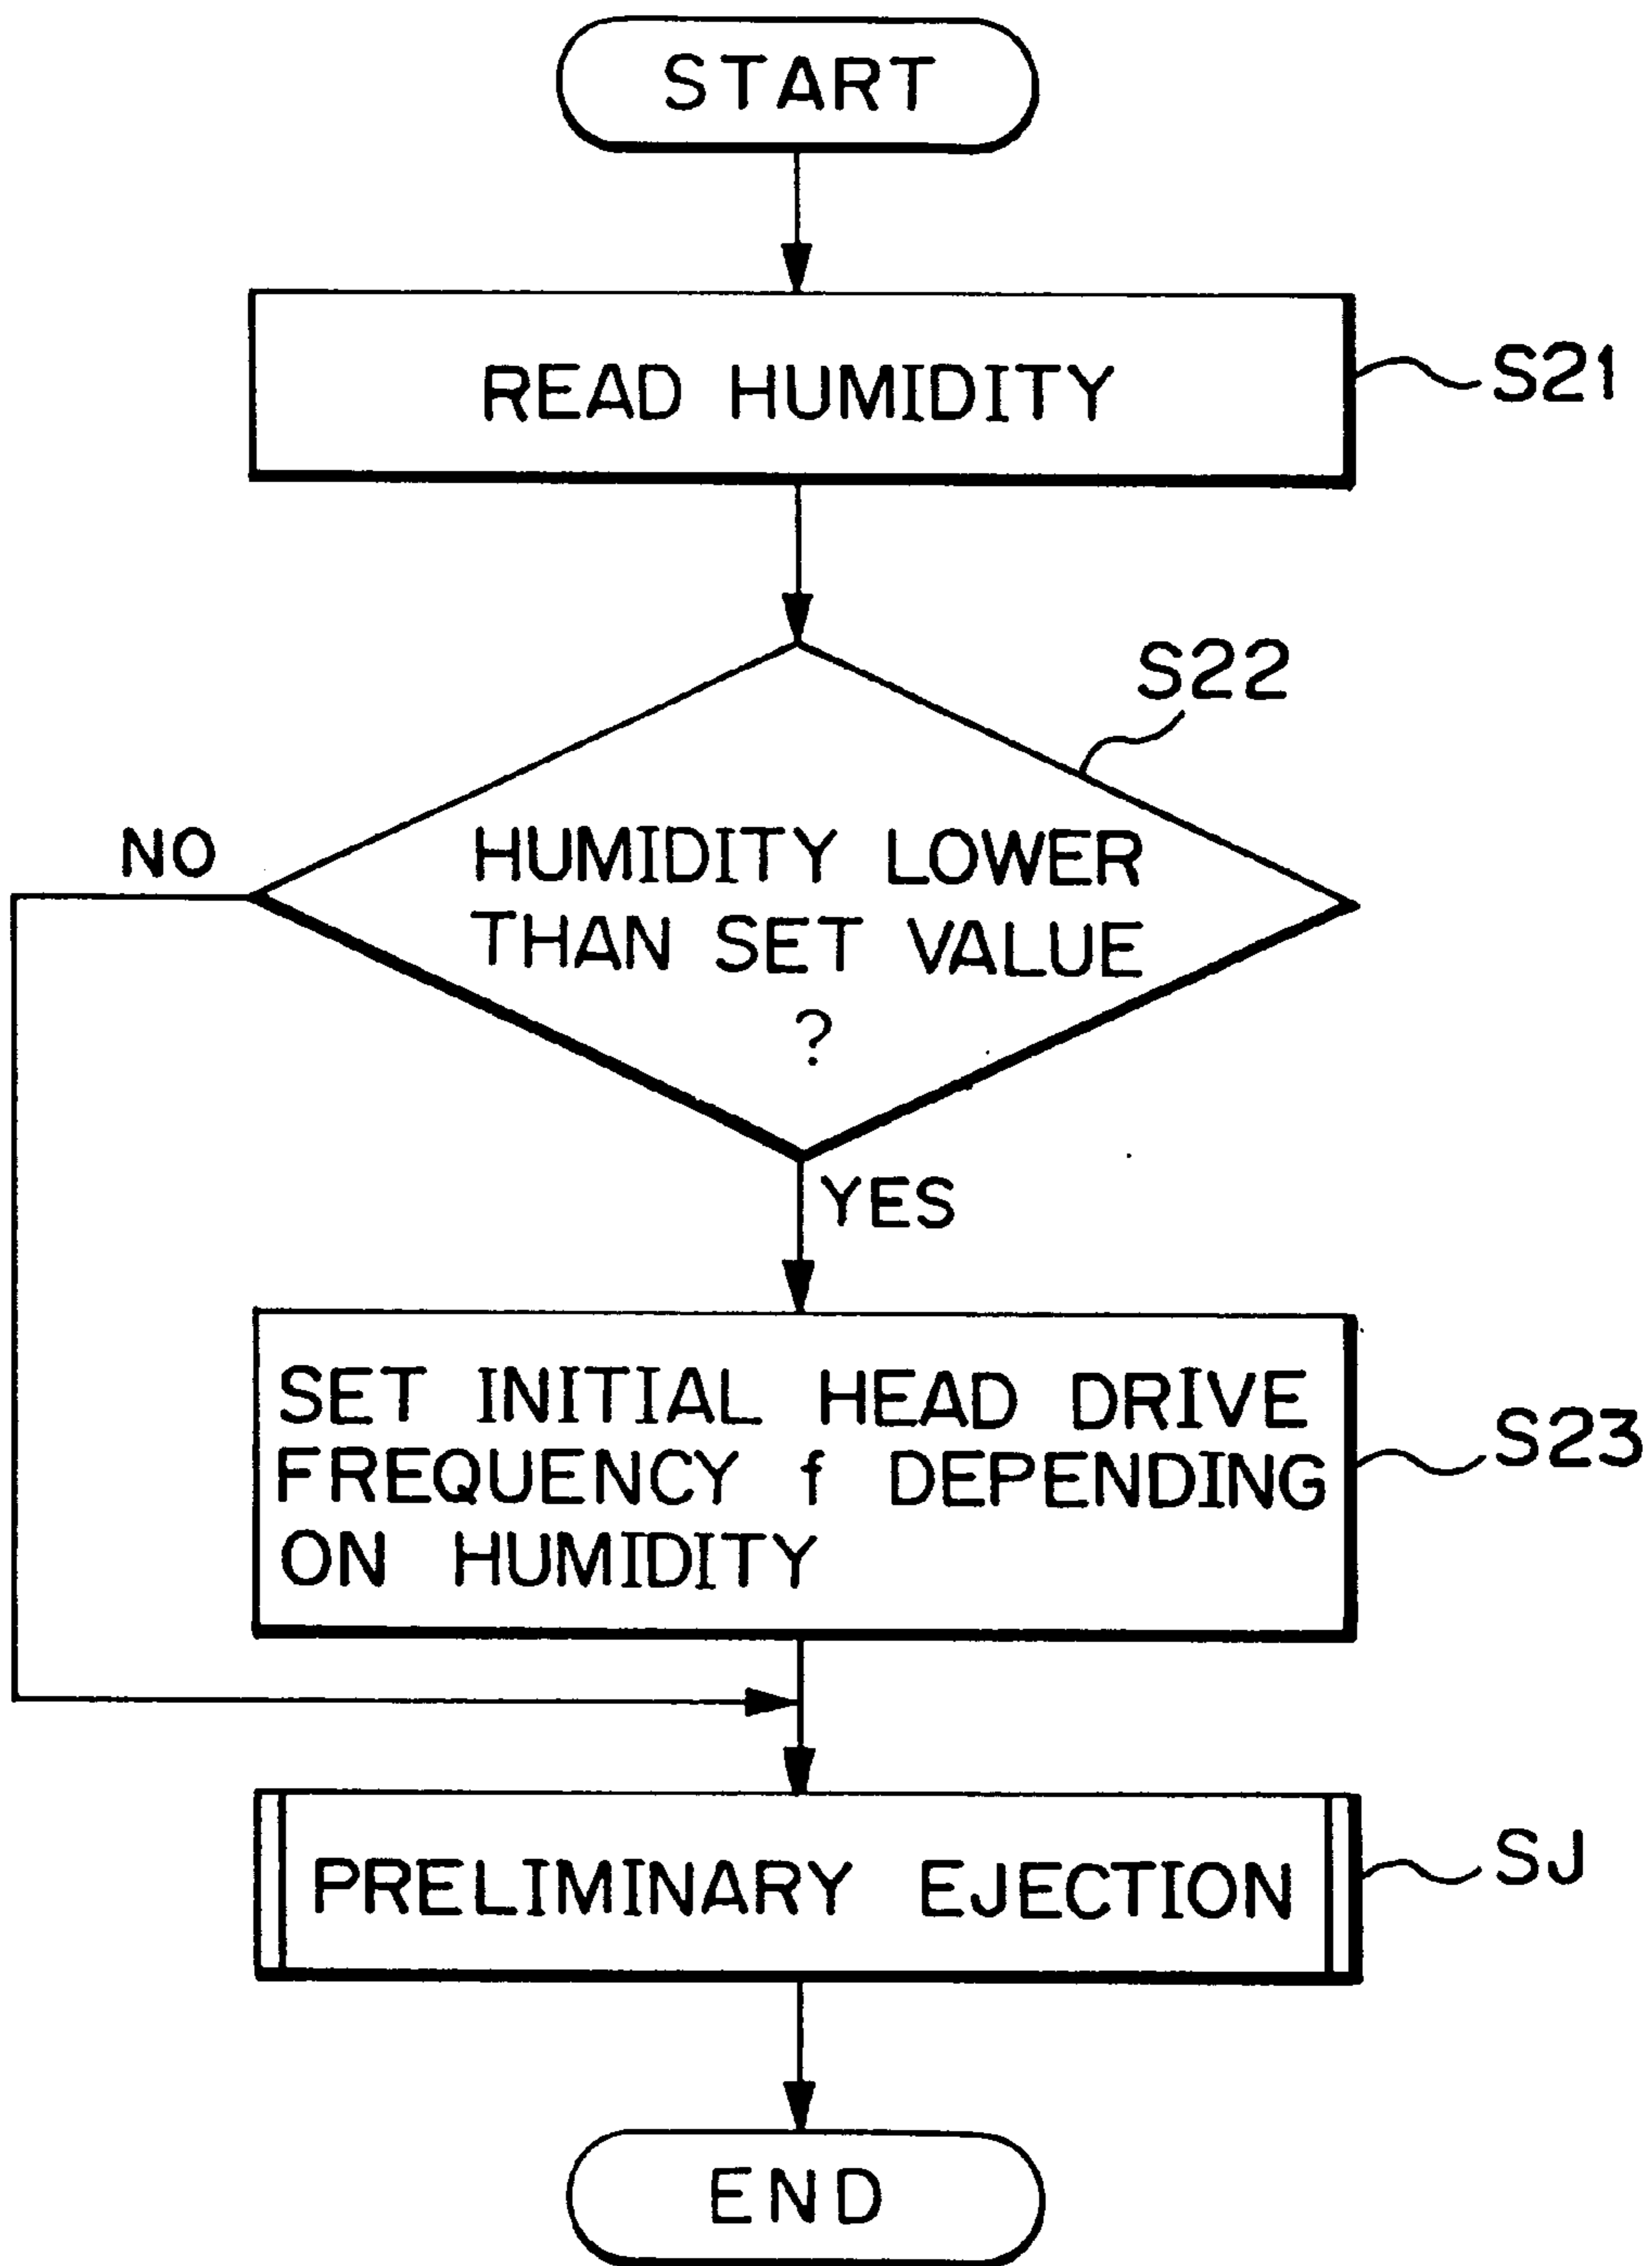 START
READ HUMIDITY
S21
S22
NO
HUMIDITY LOWER
THAN SET VALUE
?
YES
SET INITIAL HEAD DRIVE
FREQUENCY f DEPENDING
ON HUMIDITY
S23
PRELIMINARY EJECTION
SJ
END